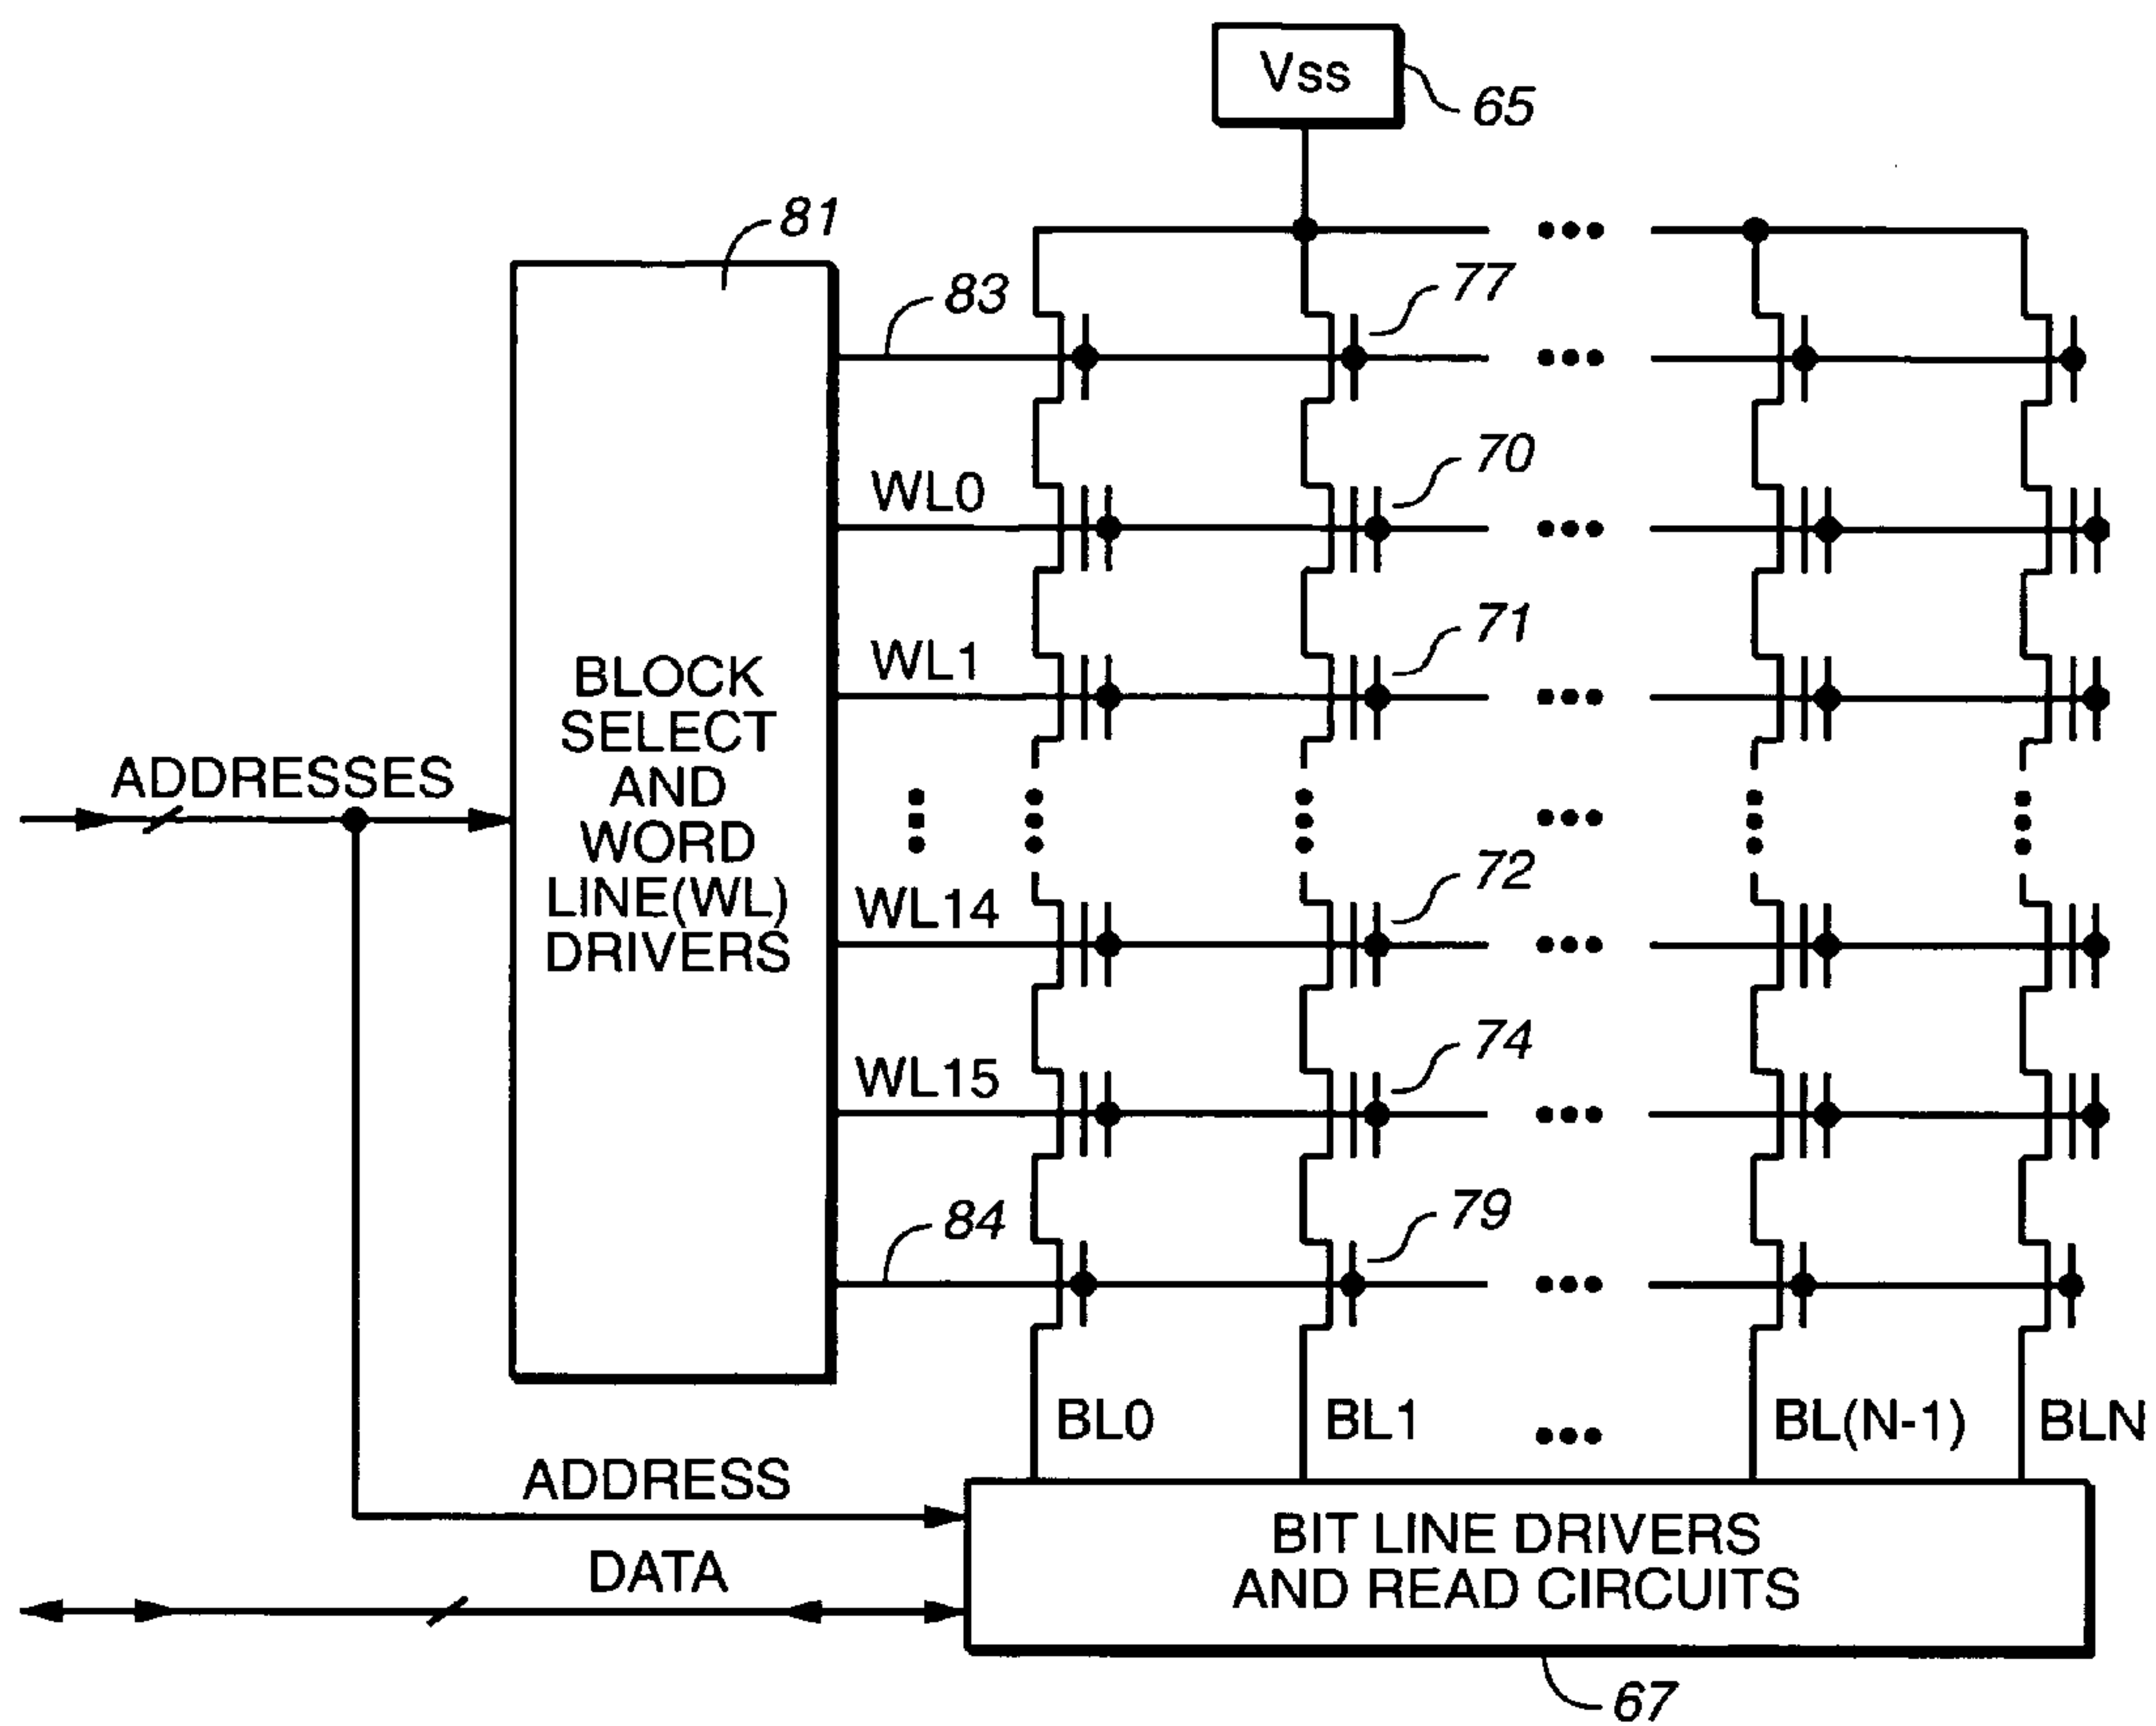 Vss
65
81
83
77
WL0
70
WL1
71
BLOCK
SELECT
AND
WORD
LINE(WL)
DRIVERS
ADDRESSES
WL14
72
WL15
74
84
79
BL0
BL1
BL(N-1)
BLN
ADDRESS
DATA
BIT LINE DRIVERS
AND READ CIRCUITS
67